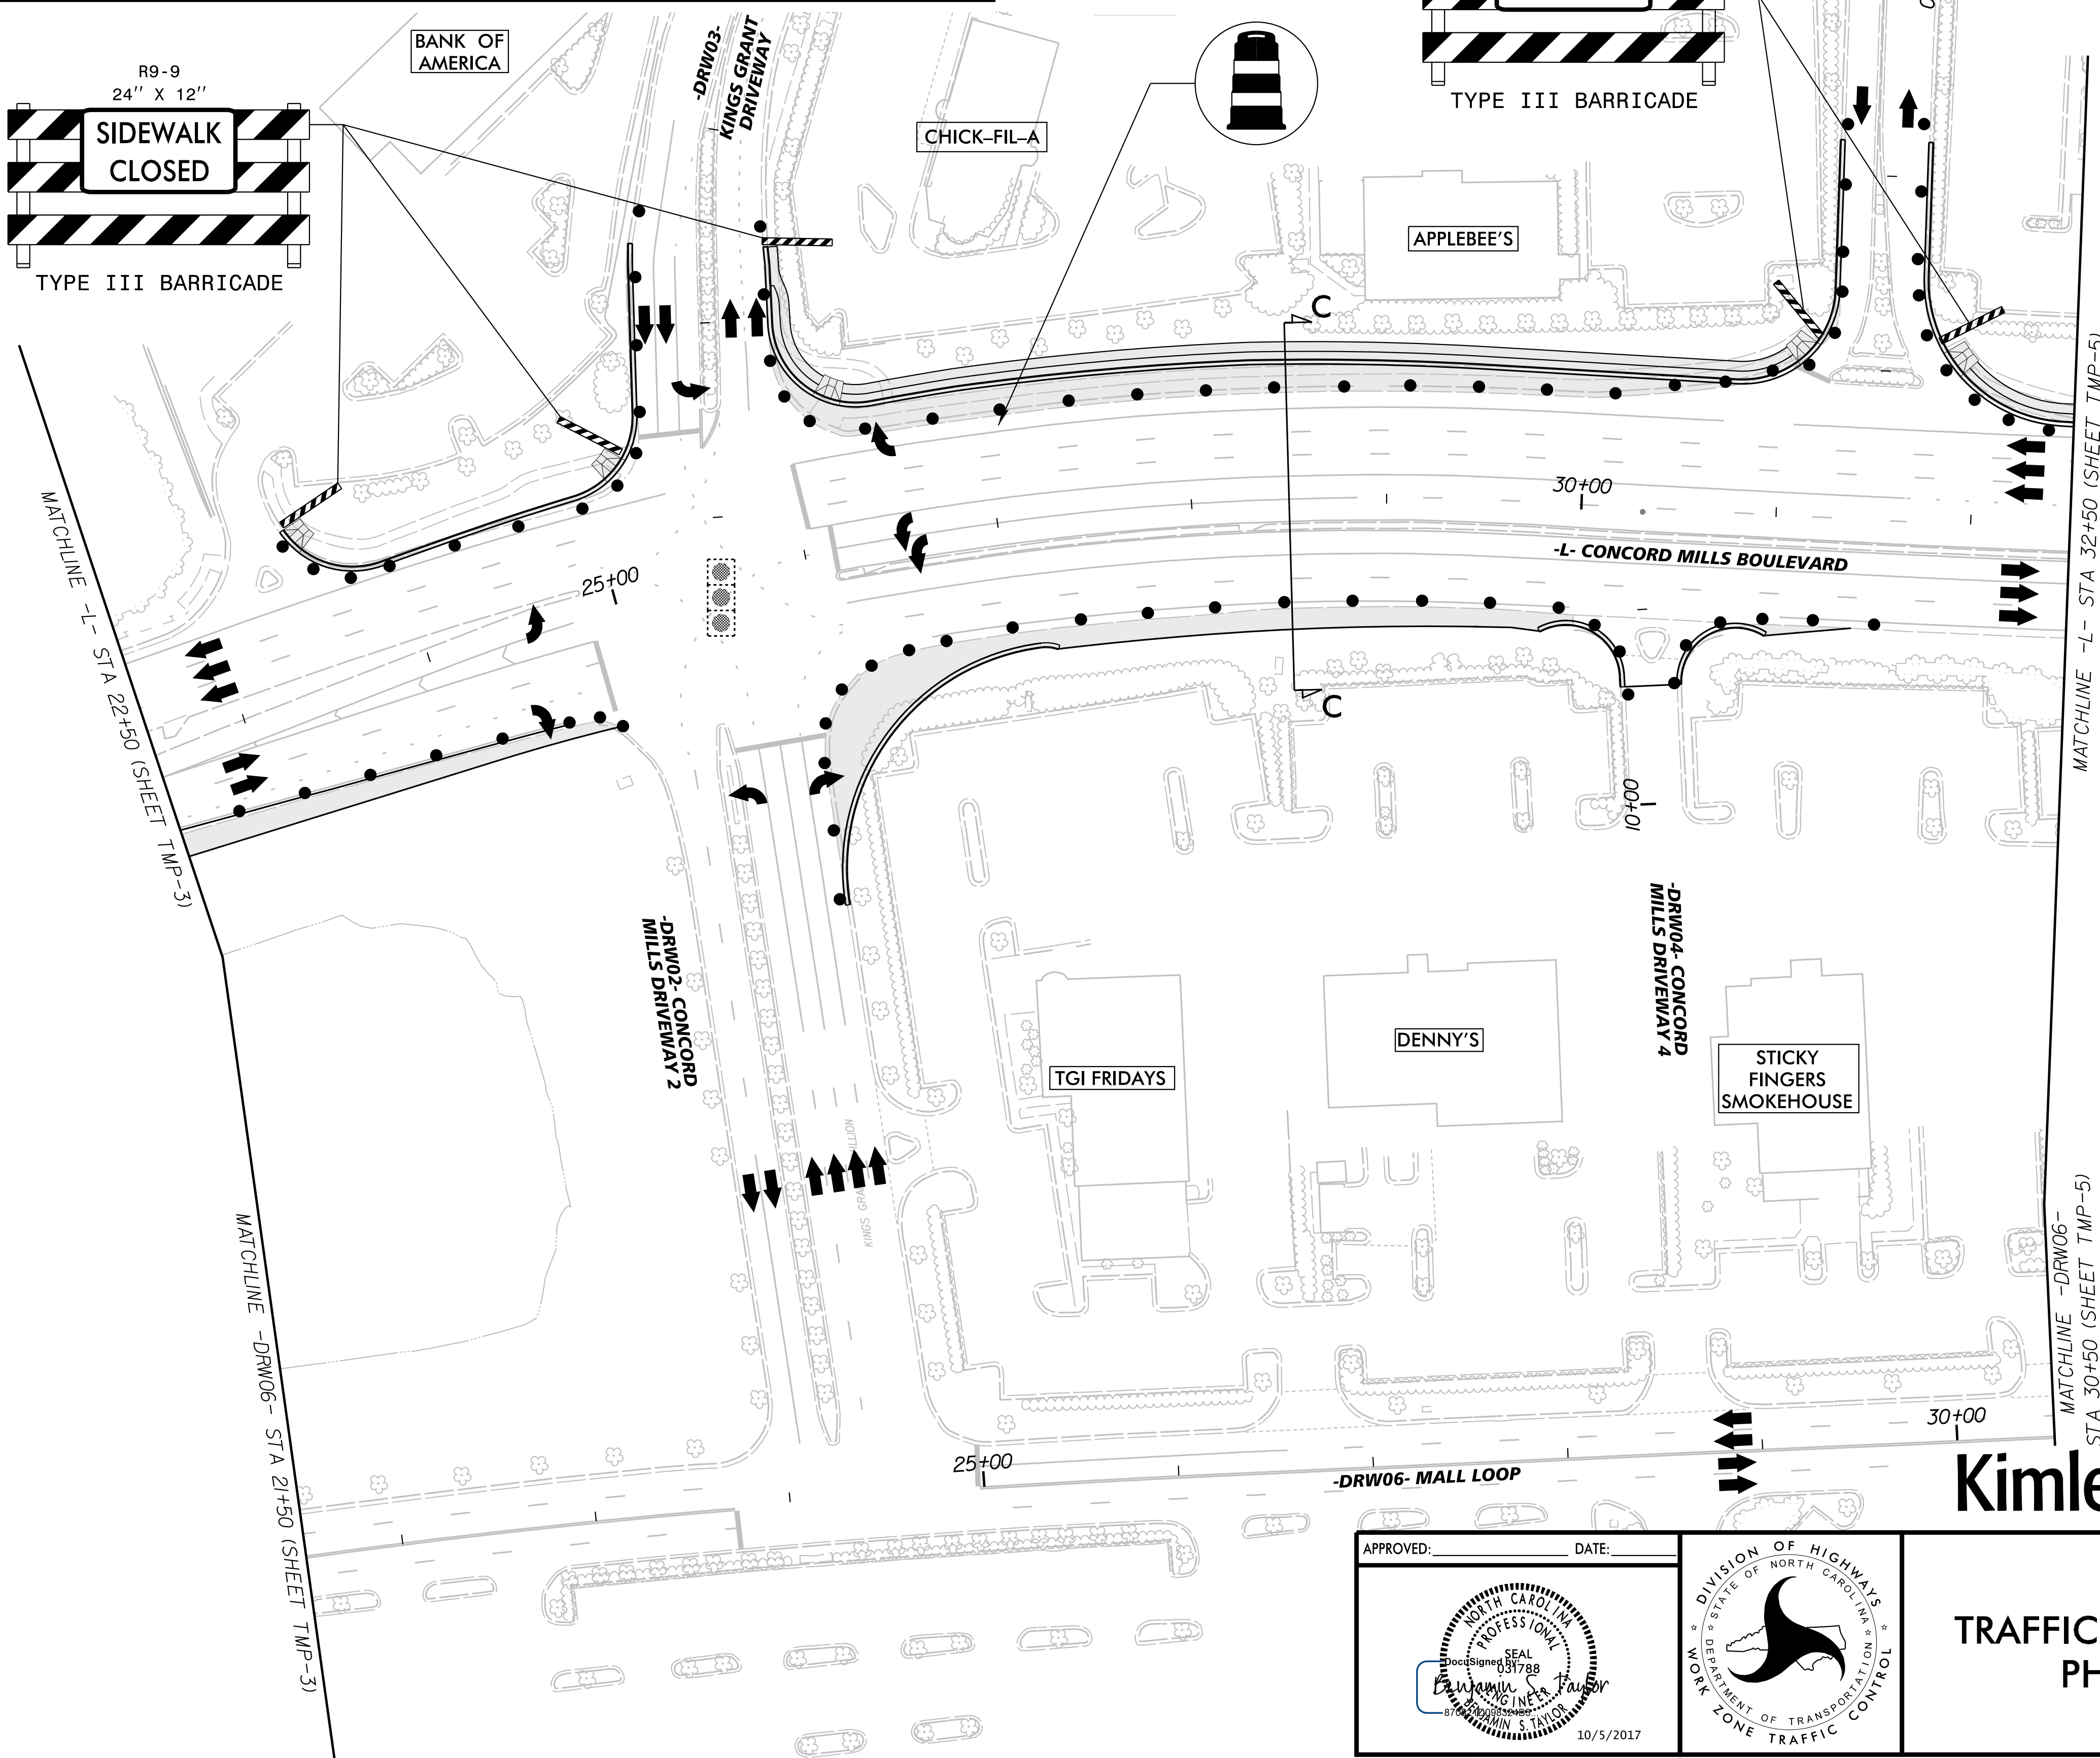 R9-9
24'' X 12''
SIDEWALK
CLOSED
TYPE III BARRICADE
BANK OF
AMERICA
-DRW03-
KINGS GRANT
DRIVEWAY
CHICK–FIL–A
TYPE III BARRICADE
APPLEBEE'S
C
C
30+00
-L- CONCORD MILLS BOULEVARD
25+00
MATCHLINE -L- STA 22+50 (SHEET TMP-3)
MATCHLINE -L- STA 32+50 (SHEET TMP-5)
10+00
-DRW02- CONCORD
MILLS DRIVEWAY 2
-DRW04- CONCORD
MILLS DRIVEWAY 4
TGI FRIDAYS
DENNY'S
STICKY
FINGERS
SMOKEHOUSE
MATCHLINE -DRW06- STA 21+50 (SHEET TMP-3)
MATCHLINE -DRW06-
STA 30+50 (SHEET TMP-5)
25+00
30+00
-DRW06- MALL LOOP
Kimle
APPROVED: DATE:
NORTH CAROLINA
PROFESSIONAL
SEAL
031788
ENGINEER
BENJAMIN S. TAYLOR
DocuSigned by:
Benjamin S. Taylor
10/5/2017
DIVISION OF HIGHWAYS
STATE OF NORTH CAROLINA
DEPARTMENT OF TRANSPORTATION
WORK ZONE TRAFFIC CONTROL
TRAFFIC
PH